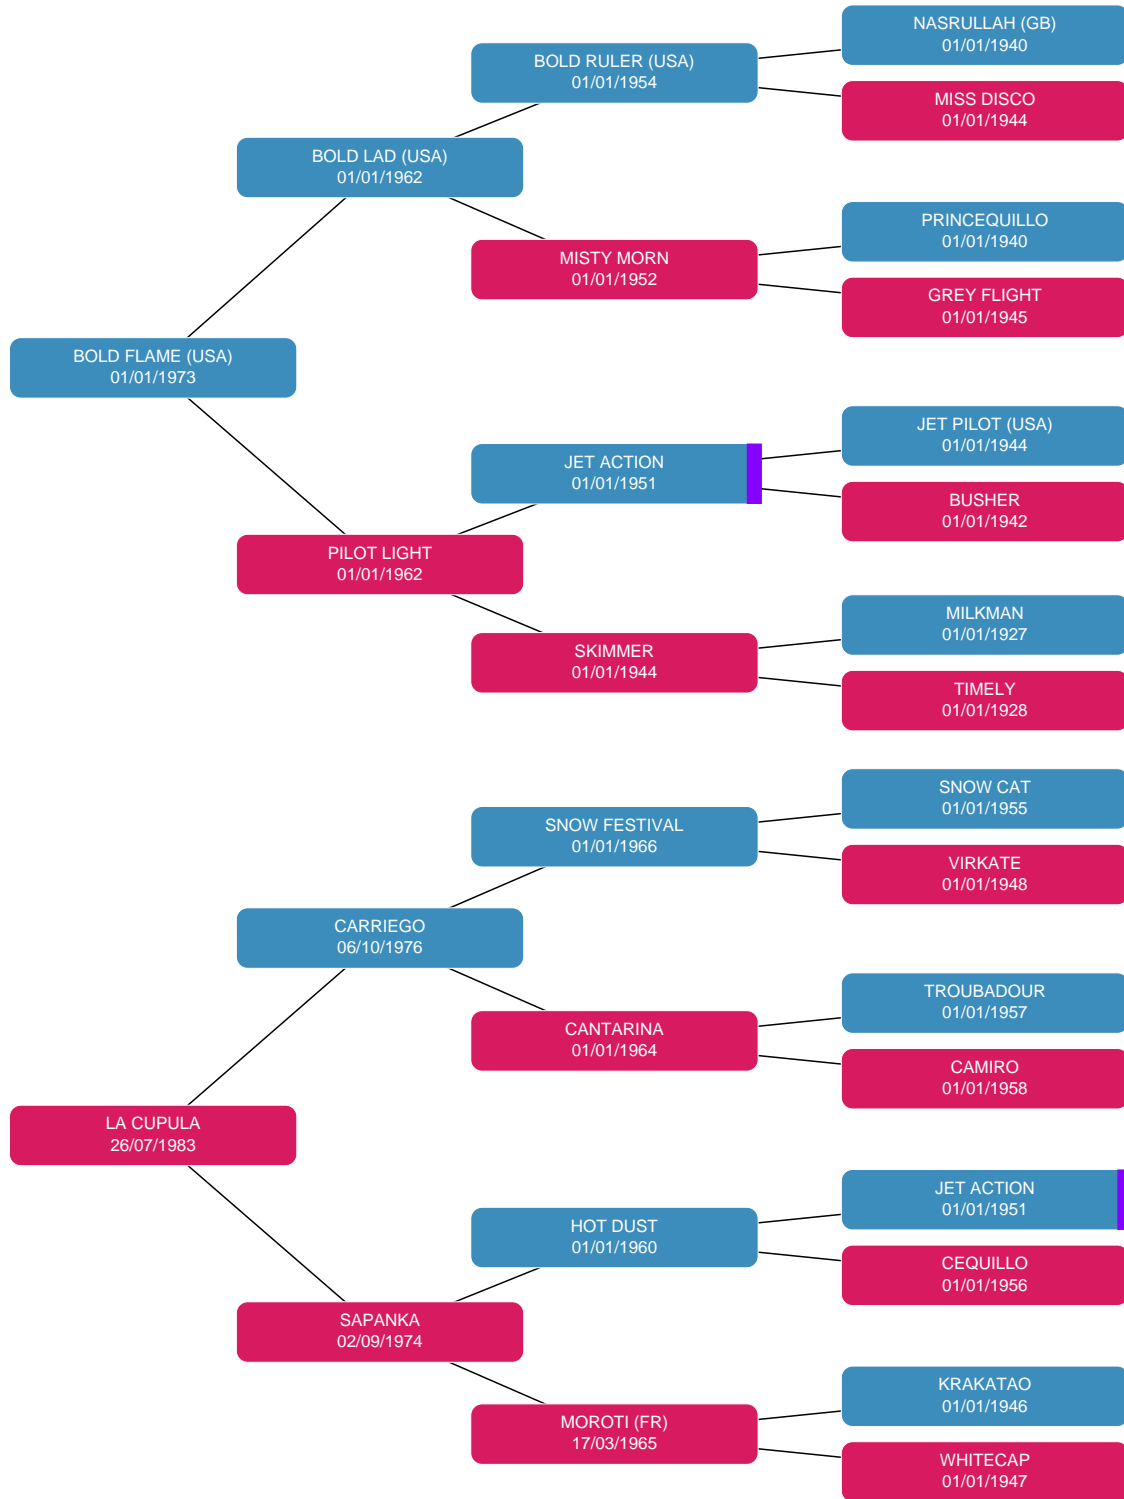 NASRULLAH (GB)
01/01/1940
BOLD RULER (USA)
01/01/1954
MISS DISCO
01/01/1944
BOLD LAD (USA)
01/01/1962
PRINCEQUILLO
01/01/1940
MISTY MORN
01/01/1952
GREY FLIGHT
01/01/1945
BOLD FLAME (USA)
01/01/1973
JET PILOT (USA)
01/01/1944
JET ACTION
01/01/1951
BUSHER
01/01/1942
PILOT LIGHT
01/01/1962
MILKMAN
01/01/1927
SKIMMER
01/01/1944
TIMELY
01/01/1928
SNOW CAT
01/01/1955
SNOW FESTIVAL
01/01/1966
VIRKATE
01/01/1948
CARRIEGO
06/10/1976
TROUBADOUR
01/01/1957
CANTARINA
01/01/1964
CAMIRO
01/01/1958
LA CUPULA
26/07/1983
JET ACTION
01/01/1951
HOT DUST
01/01/1960
CEQUILLO
01/01/1956
SAPANKA
02/09/1974
KRAKATAO
01/01/1946
MOROTI (FR)
17/03/1965
WHITECAP
01/01/1947